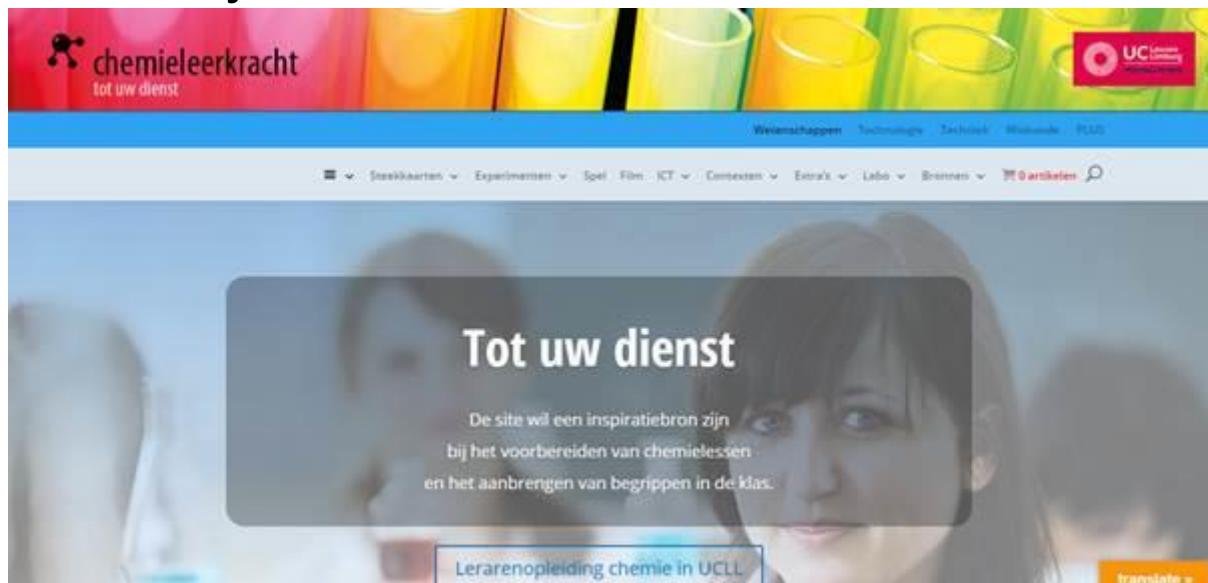 chemieleerkracht
tot uw dienst
UC Leuven
Limburg
Wetenschappen Technologie Techniek Wiskunde PLUS
Steekkaarten Experimenten Spel Film ICT Contexten Extra's Labo Bronnen 0 artikelen
Tot uw dienst
De site wil een inspiratiebron zijn
bij het voorbereiden van chemielessen
en het aanbrengen van begrippen in de klas.
Lerarenopleiding chemie in UCLL
translate »